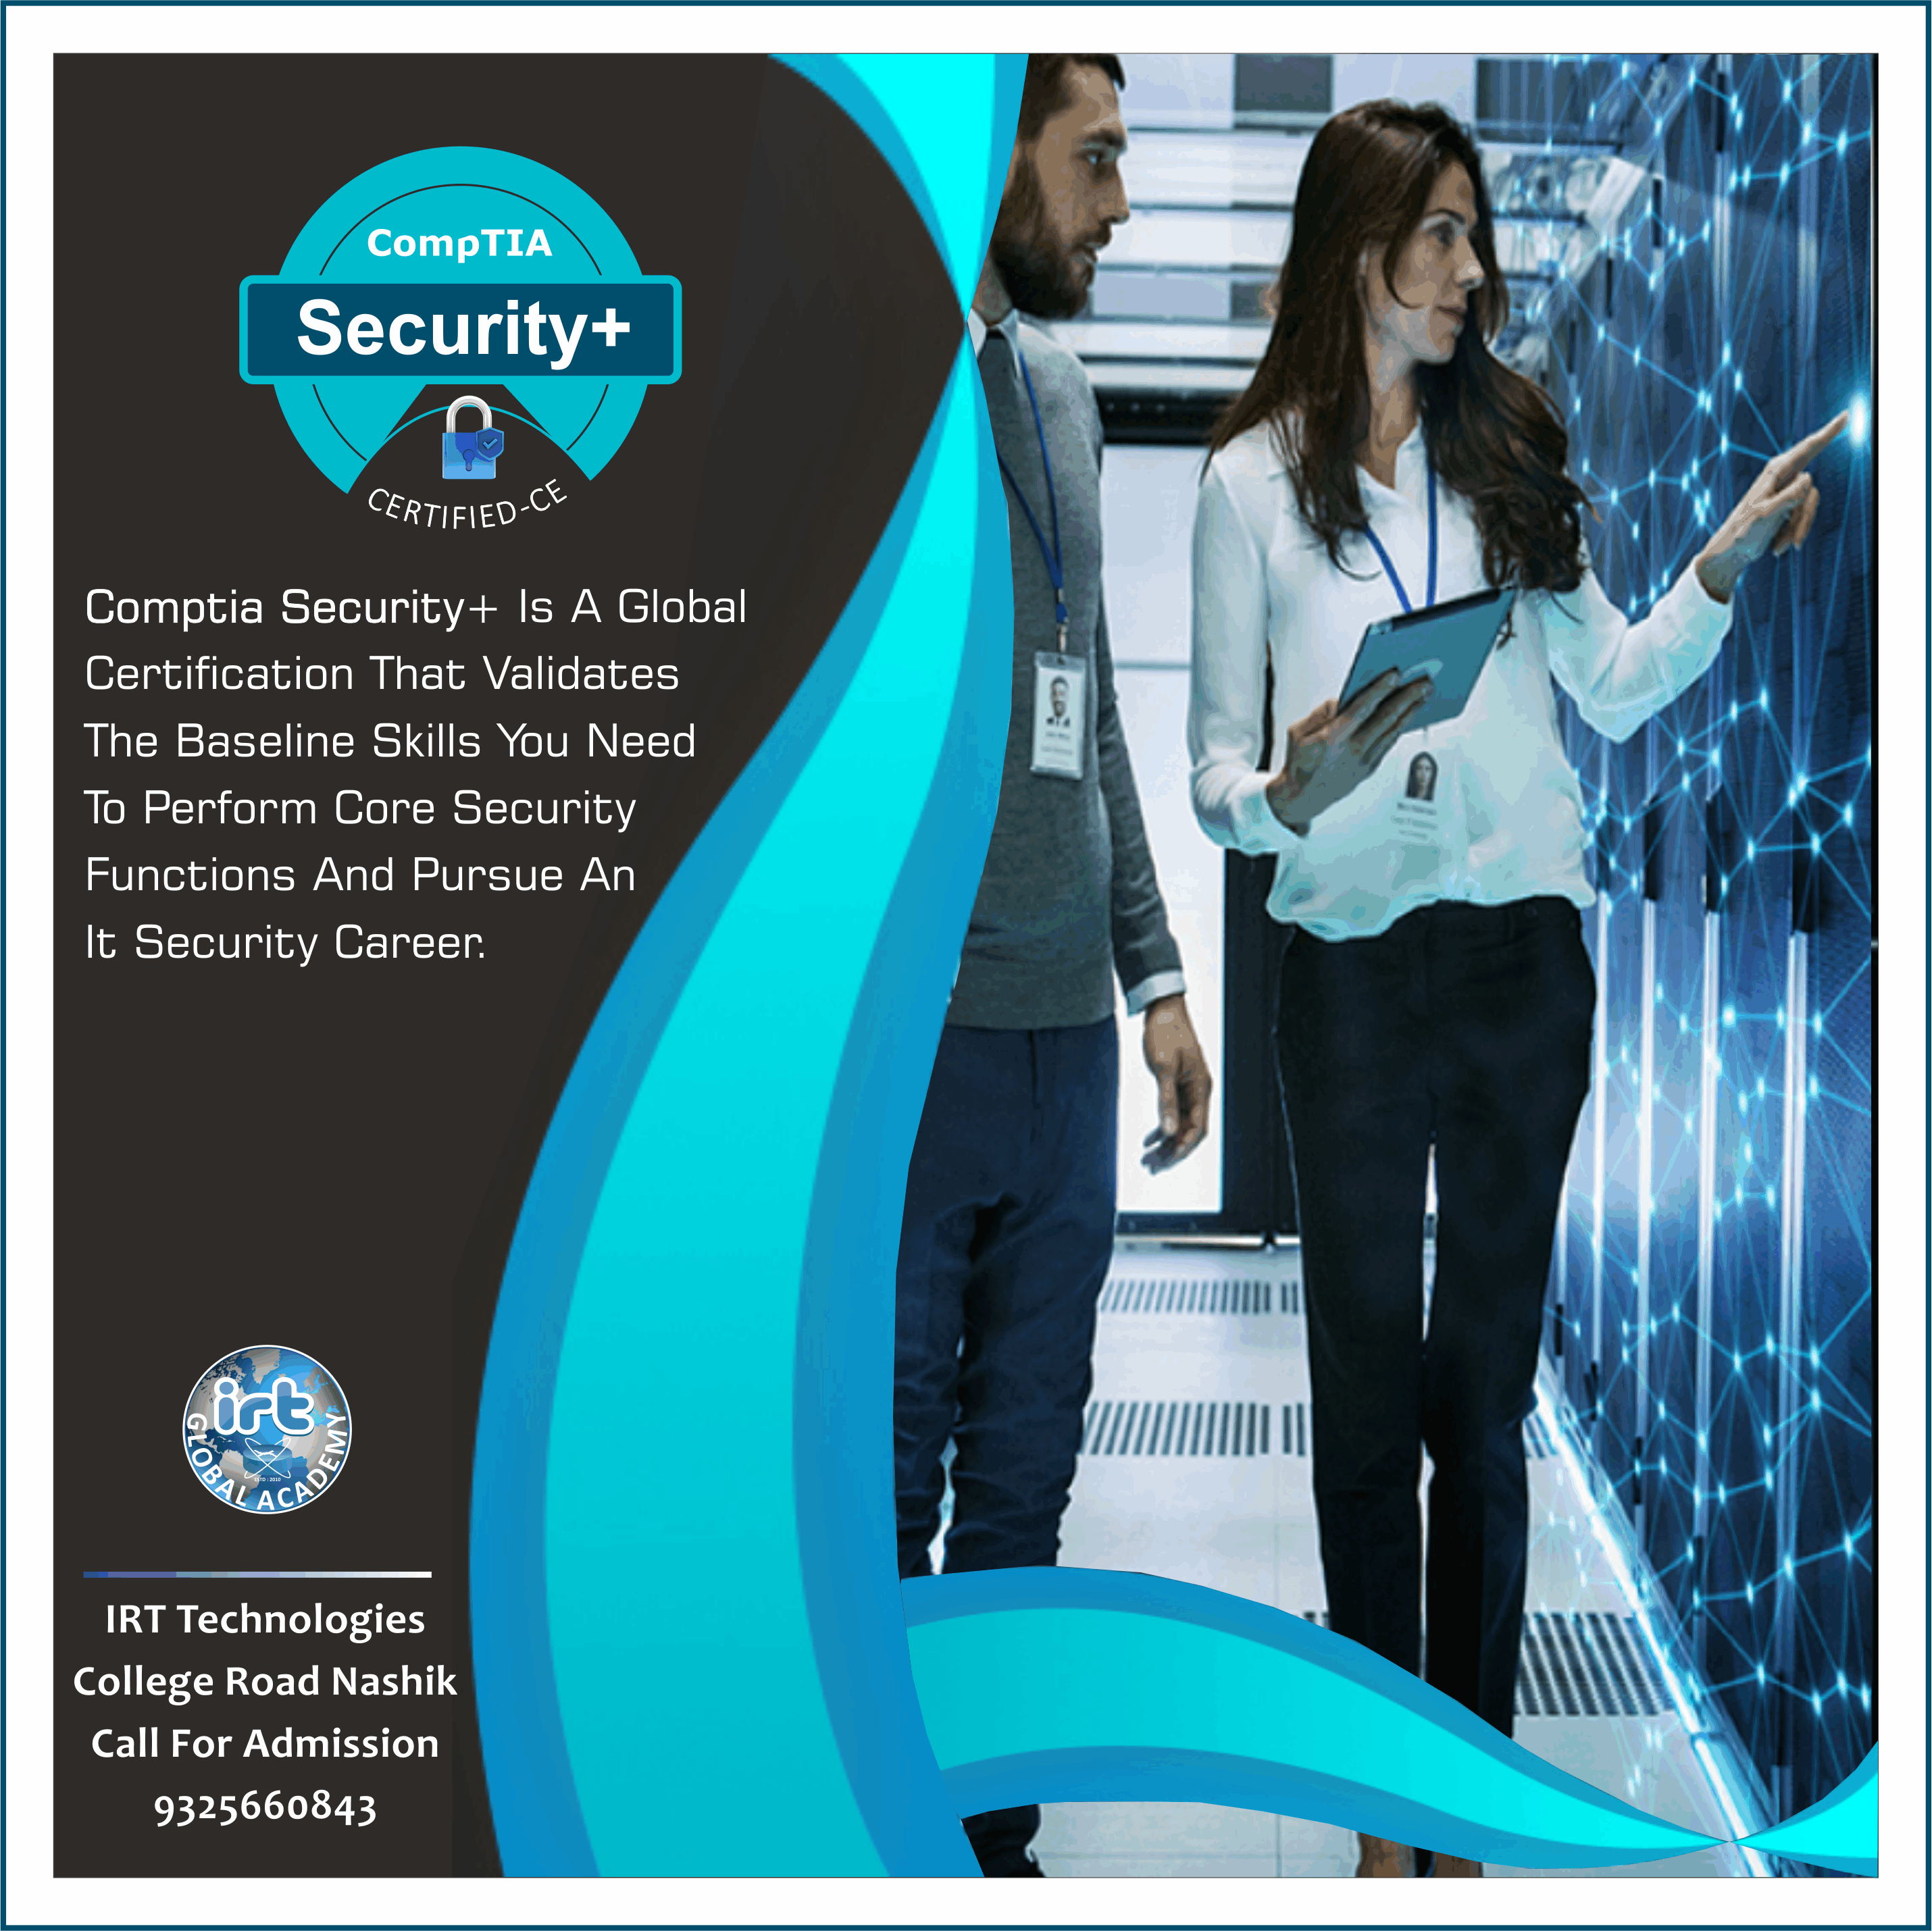 CompTIA
Security+
CERTIFIED-CE
Comptia Security+ Is A Global
Certification That Validates
The Baseline Skills You Need
To Perform Core Security
Functions And Pursue An
It Security Career.
irt
ESTD : 2010
GLOBAL ACADEMY
IRT Technologies
College Road Nashik
Call For Admission
9325660843